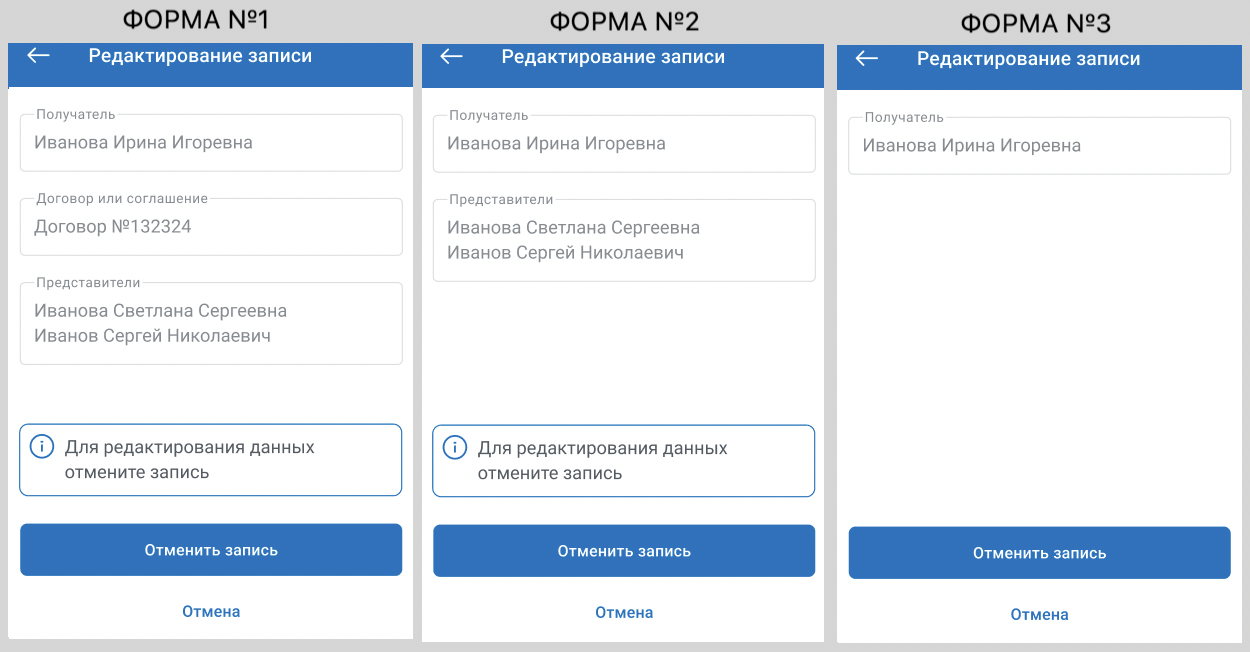 ФОРМА №1
Редактирование записи
Получатель
Иванова Ирина Игоревна
Договор или соглашение
Договор №132324
Представители
Иванова Светлана Сергеевна
Иванов Сергей Николаевич
Для редактирования данных
отмените запись
Отменить запись
Отмена
ФОРМА №2
Редактирование записи
Получатель
Иванова Ирина Игоревна
Представители
Иванова Светлана Сергеевна
Иванов Сергей Николаевич
Для редактирования данных
отмените запись
Отменить запись
Отмена
ФОРМА №3
Редактирование записи
Получатель
Иванова Ирина Игоревна
Отменить запись
Отмена